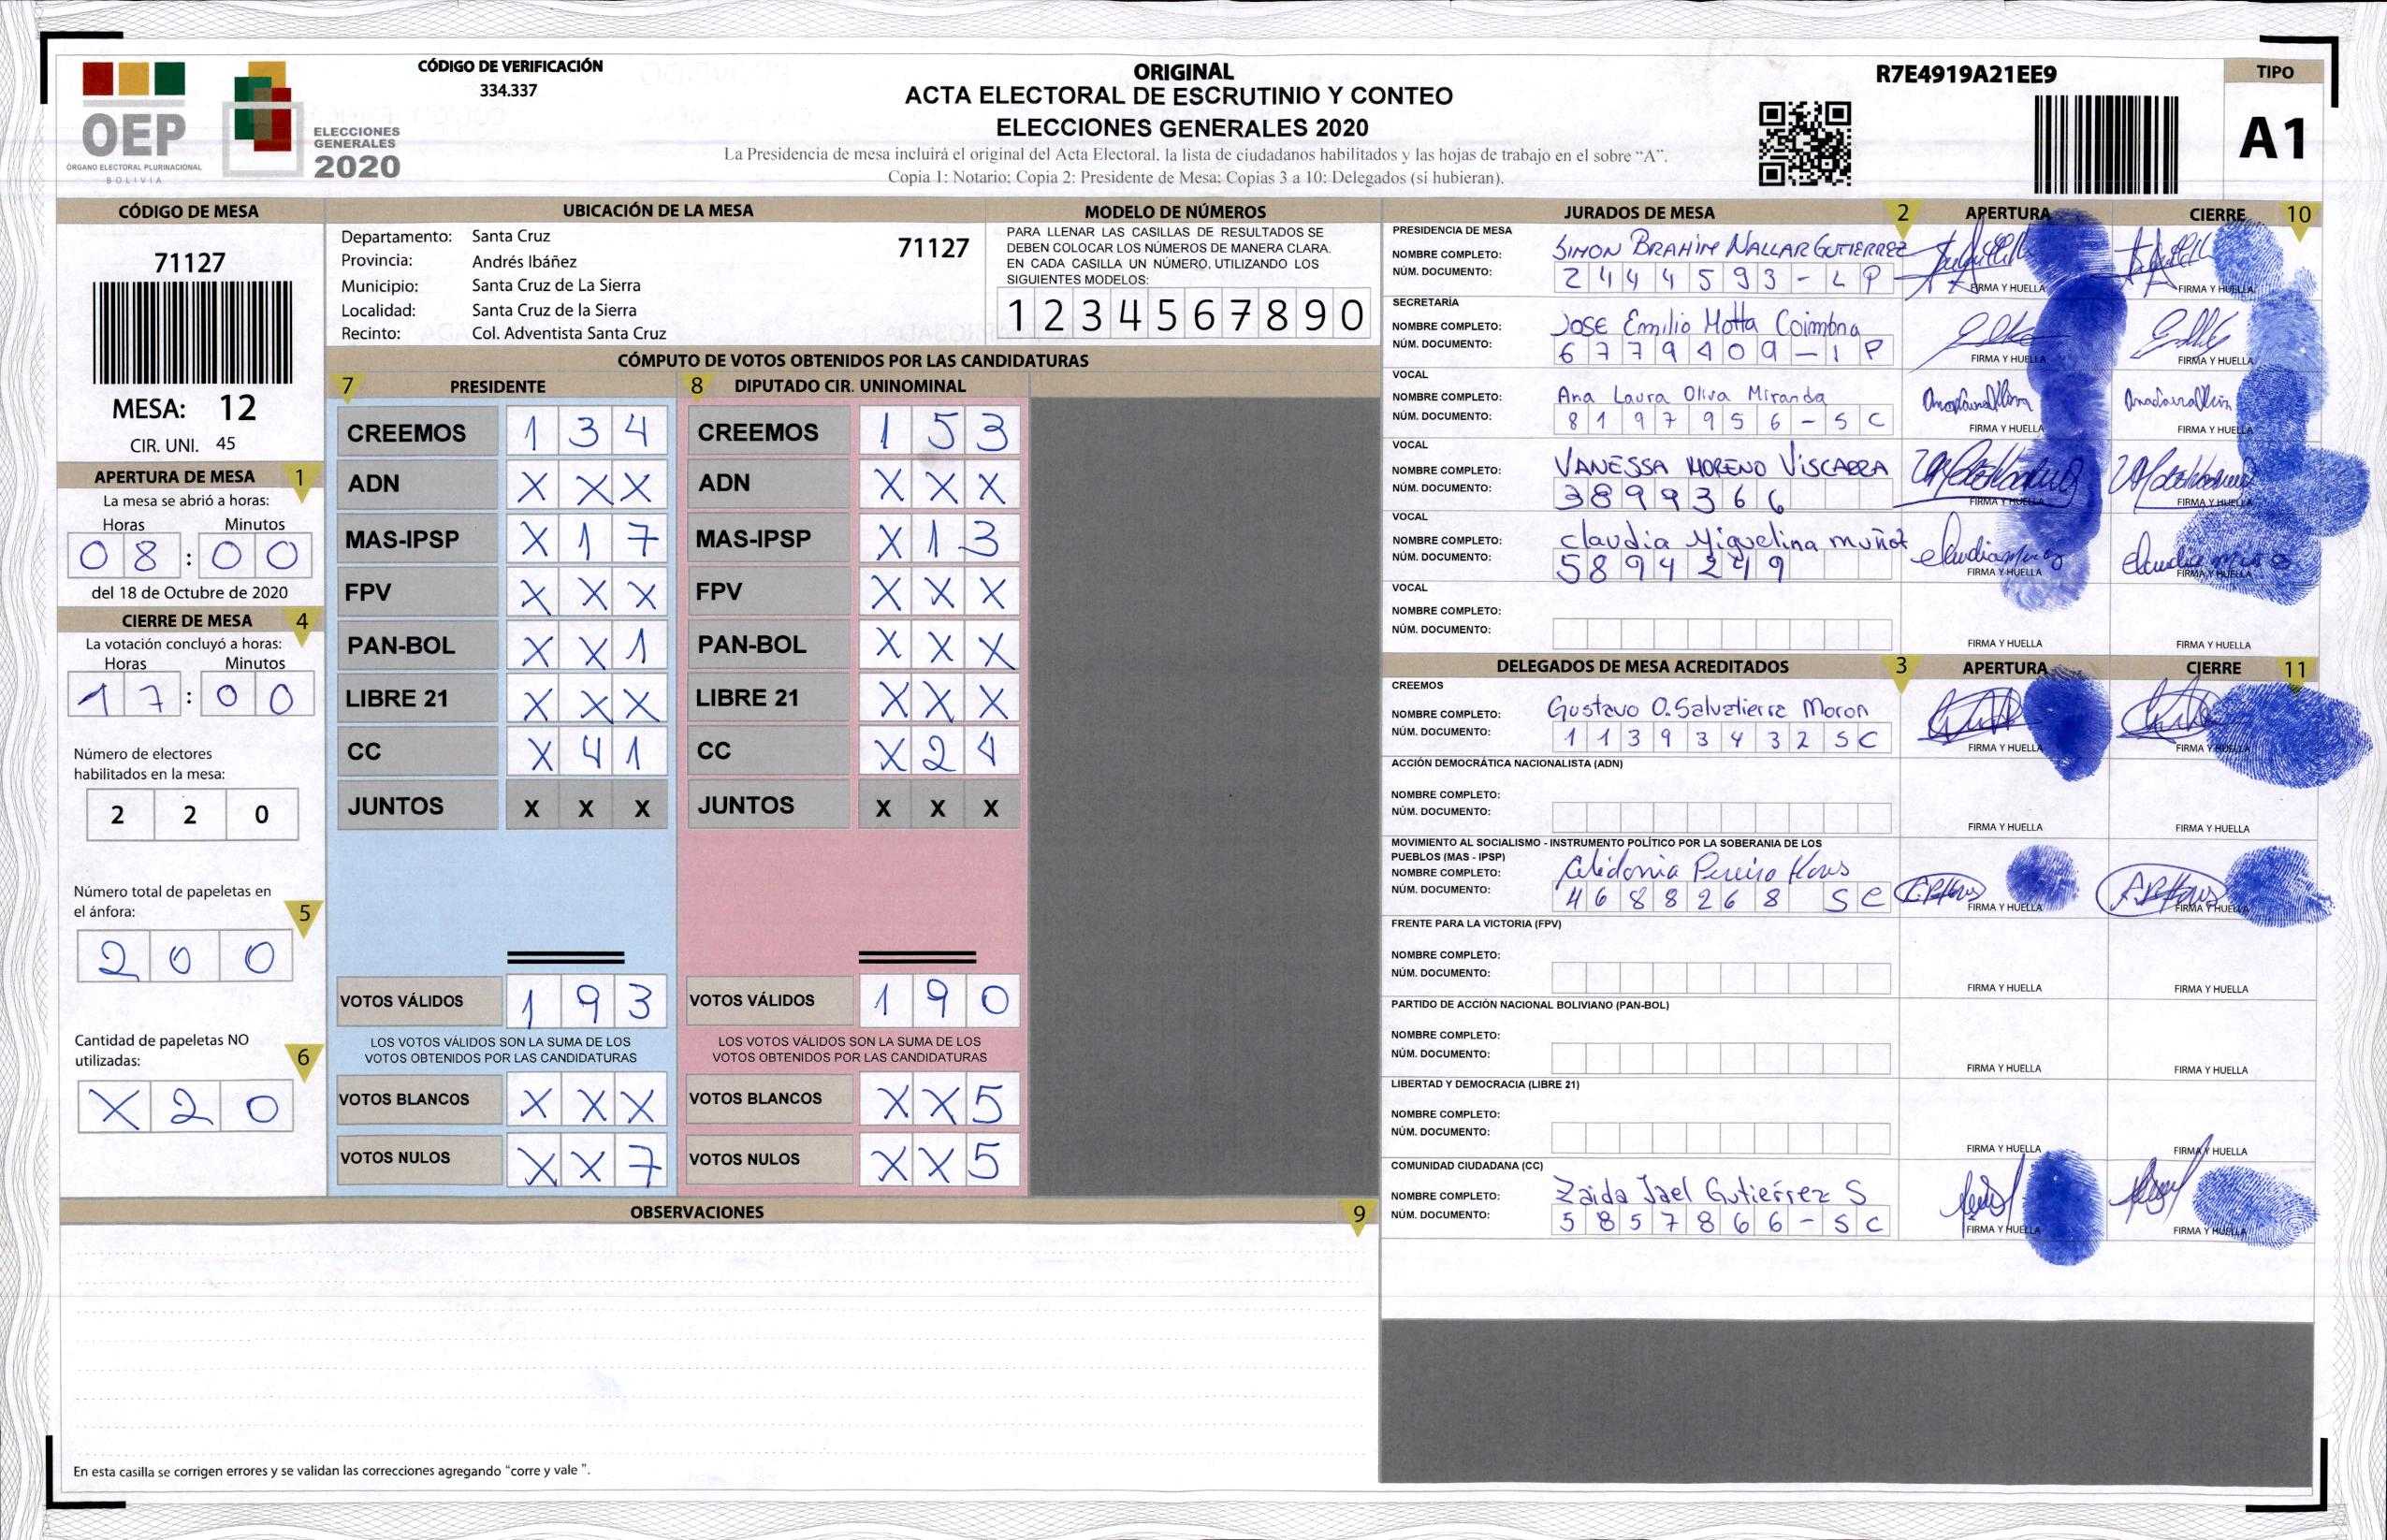 OEP
ÓRGANO ELECTORAL PLURINACIONAL
BOLIVIA
ELECCIONES
GENERALES
2020
CÓDIGO DE VERIFICACIÓN
334.337
ORIGINAL
ACTA ELECTORAL DE ESCRUTINIO Y CONTEO
ELECCIONES GENERALES 2020
La Presidencia de mesa incluirá el original del Acta Electoral, la lista de ciudadanos habilitados y las hojas de trabajo en el sobre “A”.
Copia 1: Notario; Copia 2: Presidente de Mesa; Copias 3 a 10: Delegados (si hubieran).
R7E4919A21EE9
TIPO
A1
CÓDIGO DE MESA
71127
MESA: 12
CIR. UNI. 45
APERTURA DE MESA 1
La mesa se abrió a horas:
Horas Minutos
08:00
del 18 de Octubre de 2020
CIERRE DE MESA 4
La votación concluyó a horas:
Horas Minutos
17:00
Número de electores
habilitados en la mesa:
2 2 0
Número total de papeletas en
el ánfora: 5
2 0 0
Cantidad de papeletas NO
utilizadas: 6
X 2 0
UBICACIÓN DE LA MESA
Departamento: Santa Cruz 71127
Provincia: Andrés Ibáñez
Municipio: Santa Cruz de La Sierra
Localidad: Santa Cruz de la Sierra
Recinto: Col. Adventista Santa Cruz
MODELO DE NÚMEROS
PARA LLENAR LAS CASILLAS DE RESULTADOS SE
DEBEN COLOCAR LOS NÚMEROS DE MANERA CLARA.
EN CADA CASILLA UN NÚMERO, UTILIZANDO LOS
SIGUIENTES MODELOS:
1 2 3 4 5 6 7 8 9 0
CÓMPUTO DE VOTOS OBTENIDOS POR LAS CANDIDATURAS
7 PRESIDENTE
CREEMOS 1 3 4
ADN X X X
MAS-IPSP X 1 7
FPV X X X
PAN-BOL X X 1
LIBRE 21 X X X
CC X 4 1
JUNTOS X X X
VOTOS VÁLIDOS 1 9 3
LOS VOTOS VÁLIDOS SON LA SUMA DE LOS
VOTOS OBTENIDOS POR LAS CANDIDATURAS
VOTOS BLANCOS X X X
VOTOS NULOS X X 7
8 DIPUTADO CIR. UNINOMINAL
CREEMOS 1 5 3
ADN X X X
MAS-IPSP X 1 3
FPV X X X
PAN-BOL X X X
LIBRE 21 X X X
CC X 2 4
JUNTOS X X X
VOTOS VÁLIDOS 1 9 0
LOS VOTOS VÁLIDOS SON LA SUMA DE LOS
VOTOS OBTENIDOS POR LAS CANDIDATURAS
VOTOS BLANCOS X X 5
VOTOS NULOS X X 5
OBSERVACIONES 9
En esta casilla se corrigen errores y se validan las correcciones agregando “corre y vale ”.
JURADOS DE MESA 2 APERTURA CIERRE 10
PRESIDENCIA DE MESA
NOMBRE COMPLETO: SIMON BRAHIM NALLAR GUTIERREZ
NÚM. DOCUMENTO: 2444593-LP
FIRMA Y HUELLA FIRMA Y HUELLA
SECRETARÍA
NOMBRE COMPLETO: JOSE Emilio Motta Coimbra
NÚM. DOCUMENTO: 6779409-LP
FIRMA Y HUELLA FIRMA Y HUELLA
VOCAL
NOMBRE COMPLETO: Ana Laura Oliva Miranda
NÚM. DOCUMENTO: 8197956-SC
FIRMA Y HUELLA FIRMA Y HUELLA
VOCAL
NOMBRE COMPLETO: VANESSA MORENO VISCARRA
NÚM. DOCUMENTO: 3899366
FIRMA Y HUELLA FIRMA Y HUELLA
VOCAL
NOMBRE COMPLETO: claudia Miguelina muñoz
NÚM. DOCUMENTO: 5894249
FIRMA Y HUELLA FIRMA Y HUELLA
VOCAL
NOMBRE COMPLETO:
NÚM. DOCUMENTO:
FIRMA Y HUELLA FIRMA Y HUELLA
DELEGADOS DE MESA ACREDITADOS 3 APERTURA CIERRE 11
CREEMOS
NOMBRE COMPLETO: Gustavo O. Salvatierra Moron
NÚM. DOCUMENTO: 11393432SC
FIRMA Y HUELLA FIRMA Y HUELLA
ACCIÓN DEMOCRÁTICA NACIONALISTA (ADN)
NOMBRE COMPLETO:
NÚM. DOCUMENTO:
FIRMA Y HUELLA FIRMA Y HUELLA
MOVIMIENTO AL SOCIALISMO - INSTRUMENTO POLÍTICO POR LA SOBERANIA DE LOS
PUEBLOS (MAS - IPSP)
NOMBRE COMPLETO: Celidonia
NÚM. DOCUMENTO: 4688268 SC
FIRMA Y HUELLA FIRMA Y HUELLA
FRENTE PARA LA VICTORIA (FPV)
NOMBRE COMPLETO:
NÚM. DOCUMENTO:
FIRMA Y HUELLA FIRMA Y HUELLA
PARTIDO DE ACCIÓN NACIONAL BOLIVIANO (PAN-BOL)
NOMBRE COMPLETO:
NÚM. DOCUMENTO:
FIRMA Y HUELLA FIRMA Y HUELLA
LIBERTAD Y DEMOCRACIA (LIBRE 21)
NOMBRE COMPLETO:
NÚM. DOCUMENTO:
FIRMA Y HUELLA FIRMA Y HUELLA
COMUNIDAD CIUDADANA (CC)
NOMBRE COMPLETO: Zaida Jael Gutiérrez S
NÚM. DOCUMENTO: 5857866-SC
FIRMA Y HUELLA FIRMA Y HUELLA